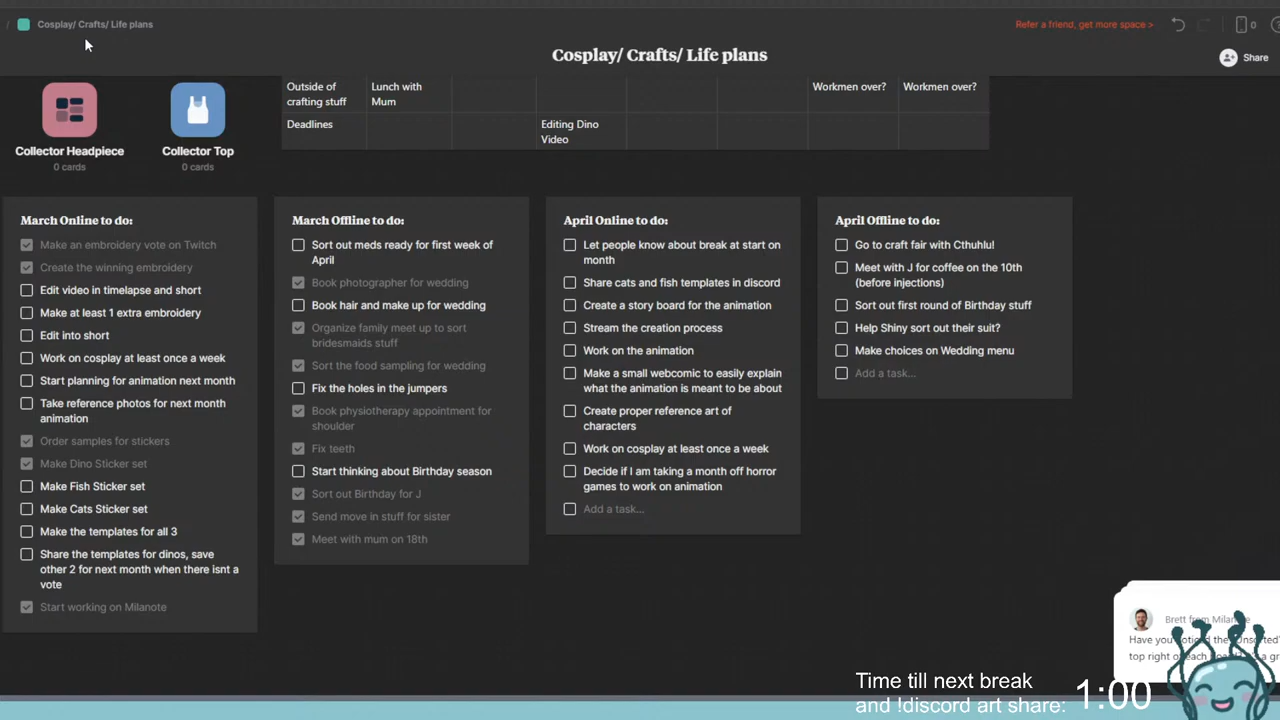 / Cosplay/ Crafts/ Life plans
Refer a friend, get more space >
0
Cosplay/ Crafts/ Life plans
Share
Collector Headpiece
0 cards
Collector Top
0 cards
Outside of
crafting stuff
Lunch with
Mum
Workmen over?
Workmen over?
Deadlines
Editing Dino
Video
March Online to do:
Make an embroidery vote on Twitch
Create the winning embroidery
Edit video in timelapse and short
Make at least 1 extra embroidery
Edit into short
Work on cosplay at least once a week
Start planning for animation next month
Take reference photos for next month
animation
Order samples for stickers
Make Dino Sticker set
Make Fish Sticker set
Make Cats Sticker set
Make the templates for all 3
Share the templates for dinos, save
other 2 for next month when there isnt a
vote
Start working on Milanote
March Offline to do:
Sort out meds ready for first week of
April
Book photographer for wedding
Book hair and make up for wedding
Organize family meet up to sort
bridesmaids stuff
Sort the food sampling for wedding
Fix the holes in the jumpers
Book physiotherapy appointment for
shoulder
Fix teeth
Start thinking about Birthday season
Sort out Birthday for J
Send move in stuff for sister
Meet with mum on 18th
April Online to do:
Let people know about break at start on
month
Share cats and fish templates in discord
Create a story board for the animation
Stream the creation process
Work on the animation
Make a small webcomic to easily explain
what the animation is meant to be about
Create proper reference art of
characters
Work on cosplay at least once a week
Decide if I am taking a month off horror
games to work on animation
Add a task...
April Offline to do:
Go to craft fair with Cthuhlu!
Meet with J for coffee on the 10th
(before injections)
Sort out first round of Birthday stuff
Help Shiny sort out their suit?
Make choices on Wedding menu
Add a task...
Brett from Milanote
Have you noticed the 'Unsorted'
top right of each
Time till next break
and !discord art share:
1:00